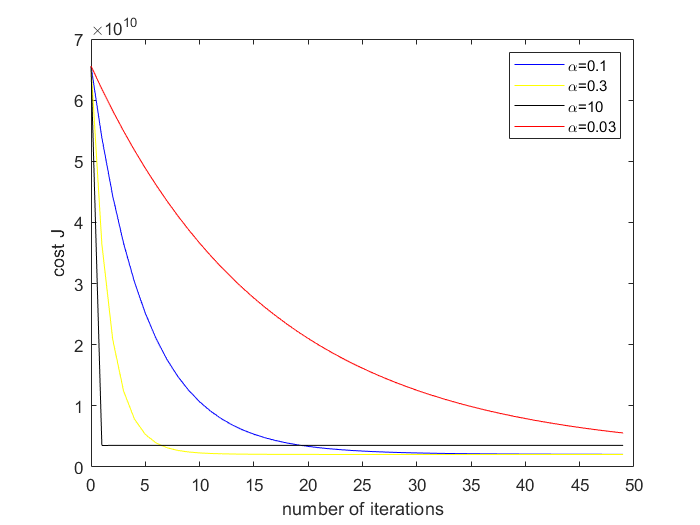 ×10^10
7
6
5
4
3
2
1
0
cost J
0 5 10 15 20 25 30 35 40 45 50
number of iterations
α=0.1
α=0.3
α=10
α=0.03